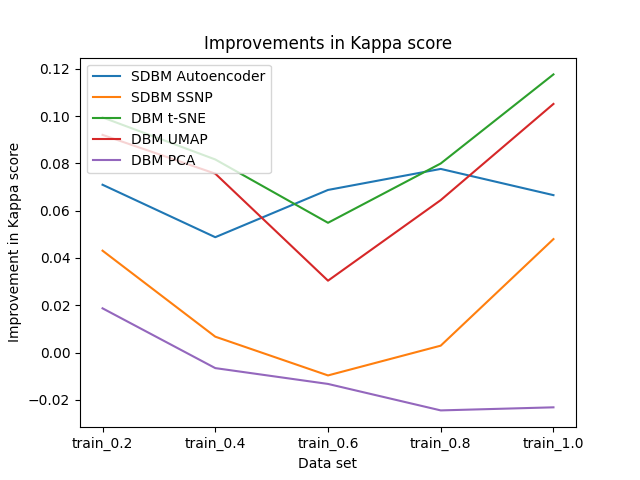 Improvements in Kappa score
Improvement in Kappa score
0.12
0.10
0.08
0.06
0.04
0.02
0.00
−0.02
SDBM Autoencoder
SDBM SSNP
DBM t-SNE
DBM UMAP
DBM PCA
train_0.2
train_0.4
train_0.6
train_0.8
train_1.0
Data set